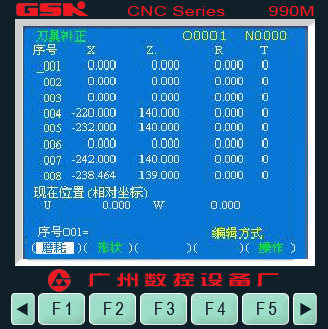 GSK CNC Series 990M
刀具补正 O0001 N0000
序号 X Z. R T
_001 0.000 0.000 0.000 0
002 0.000 0.000 0.000 0
003 0.000 0.000 0.000 0
004 -220.000 140.000 0.000 0
005 -232.000 140.000 0.000 0
006 0.000 0.000 0.000 0
007 -242.000 140.000 0.000 0
008 -238.464 139.000 0.000 0
现在位置(相对坐标)
U 0.000 W 0.000
序号001= 编辑方式
(磨耗)(形状)( )( )(操作)
广州数控设备厂
F1 F2 F3 F4 F5